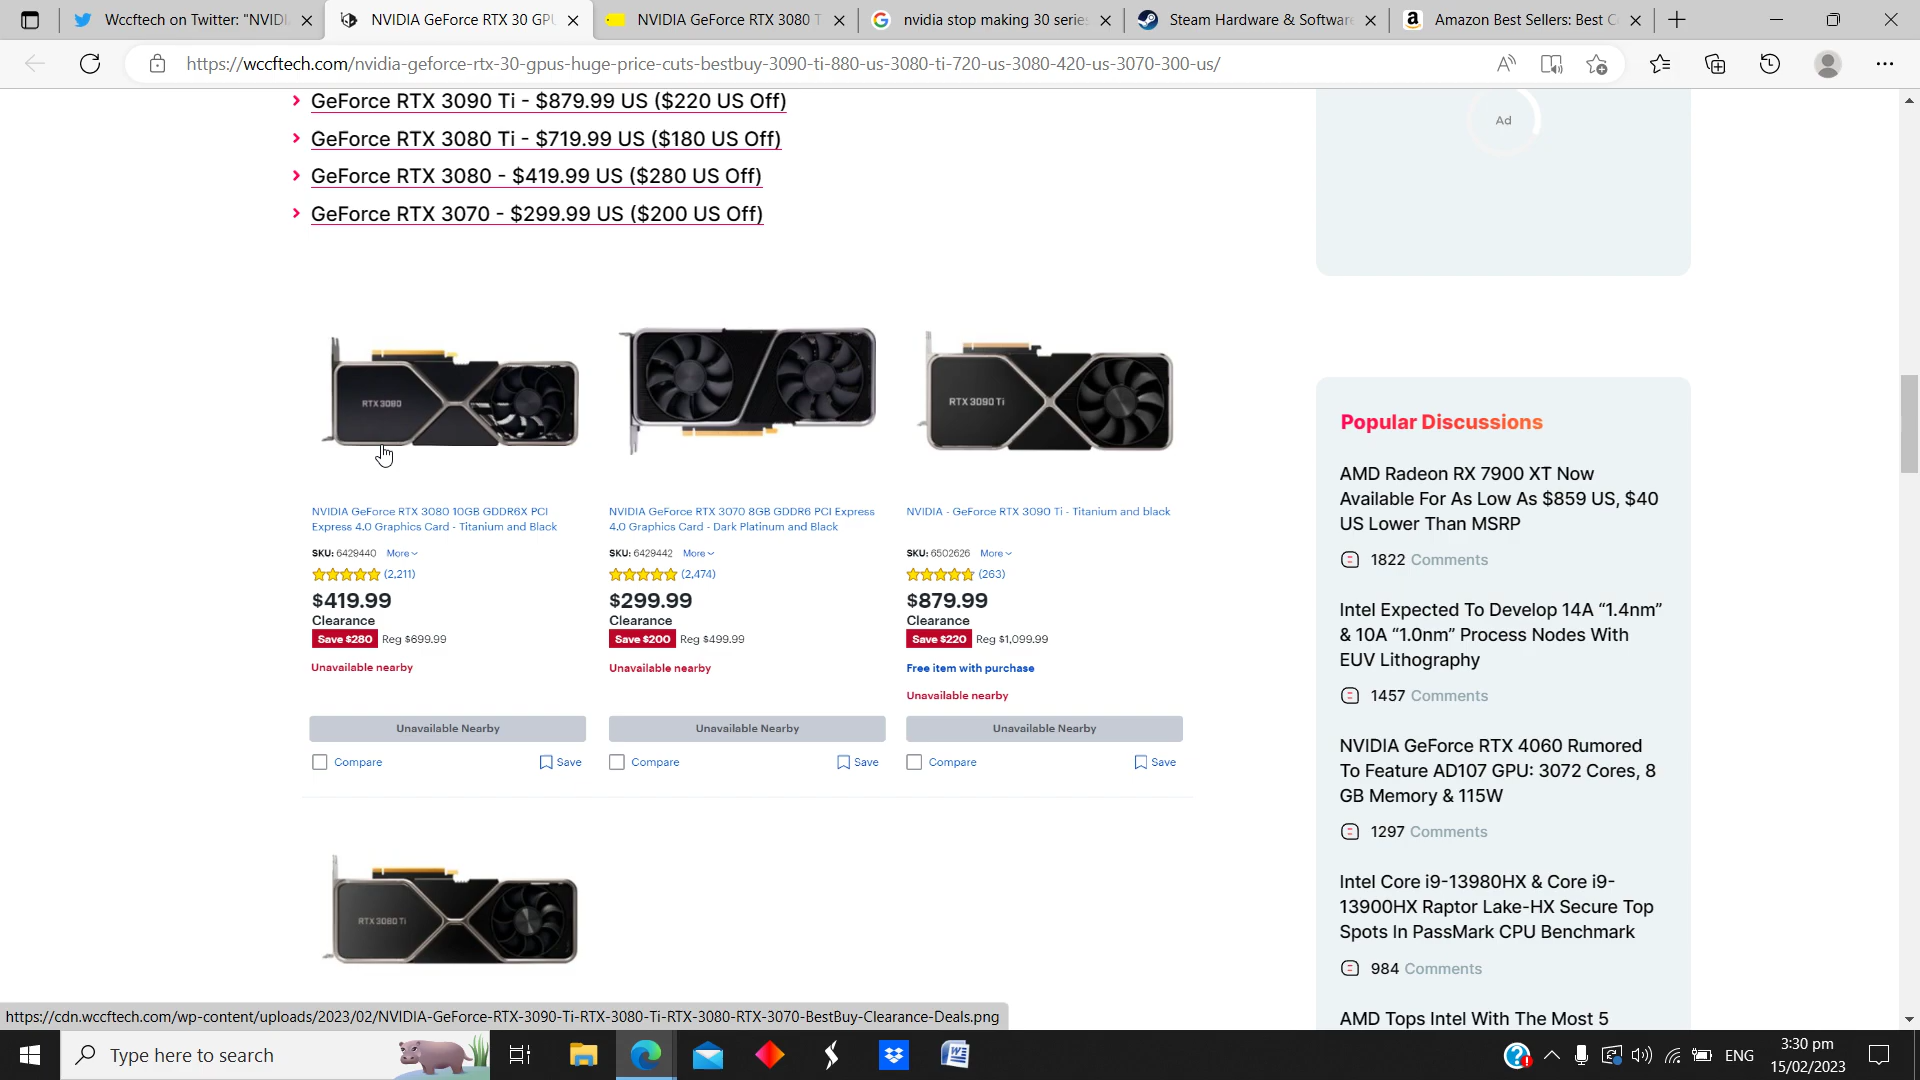 Wccftech on Twitter: "NVIDI
NVIDIA GeForce RTX 30 GPU
NVIDIA GeForce RTX 3080 T
nvidia stop making 30 series
Steam Hardware & Software
Amazon Best Sellers: Best C
https://wccftech.com/nvidia-geforce-rtx-30-gpus-huge-price-cuts-bestbuy-3090-ti-880-us-3080-ti-720-us-3080-420-us-3070-300-us/
GeForce RTX 3090 Ti - $879.99 US ($220 US Off)
GeForce RTX 3080 Ti - $719.99 US ($180 US Off)
GeForce RTX 3080 - $419.99 US ($280 US Off)
GeForce RTX 3070 - $299.99 US ($200 US Off)
RTX 3080
RTX 3090 Ti
NVIDIA GeForce RTX 3080 10GB GDDR6X PCI
Express 4.0 Graphics Card - Titanium and Black
SKU: 6429440 More
(2,211)
$419.99
Clearance
Save $280 Reg $699.99
Unavailable nearby
Unavailable Nearby
Compare
Save
NVIDIA GeForce RTX 3070 8GB GDDR6 PCI Express
4.0 Graphics Card - Dark Platinum and Black
SKU: 6429442 More
(2,474)
$299.99
Clearance
Save $200 Reg $499.99
Unavailable nearby
Unavailable Nearby
Compare
Save
NVIDIA - GeForce RTX 3090 Ti - Titanium and black
SKU: 6502626 More
(263)
$879.99
Clearance
Save $220 Reg $1,099.99
Free item with purchase
Unavailable nearby
Unavailable Nearby
Compare
Save
RTX 3080 Ti
Ad
Popular Discussions
AMD Radeon RX 7900 XT Now
Available For As Low As $859 US, $40
US Lower Than MSRP
1822 Comments
Intel Expected To Develop 14A “1.4nm”
& 10A “1.0nm” Process Nodes With
EUV Lithography
1457 Comments
NVIDIA GeForce RTX 4060 Rumored
To Feature AD107 GPU: 3072 Cores, 8
GB Memory & 115W
1297 Comments
Intel Core i9-13980HX & Core i9-
13900HX Raptor Lake-HX Secure Top
Spots In PassMark CPU Benchmark
984 Comments
AMD Tops Intel With The Most 5
https://cdn.wccftech.com/wp-content/uploads/2023/02/NVIDIA-GeForce-RTX-3090-Ti-RTX-3080-Ti-RTX-3080-RTX-3070-BestBuy-Clearance-Deals.png
Type here to search
ENG
3:30 pm
15/02/2023